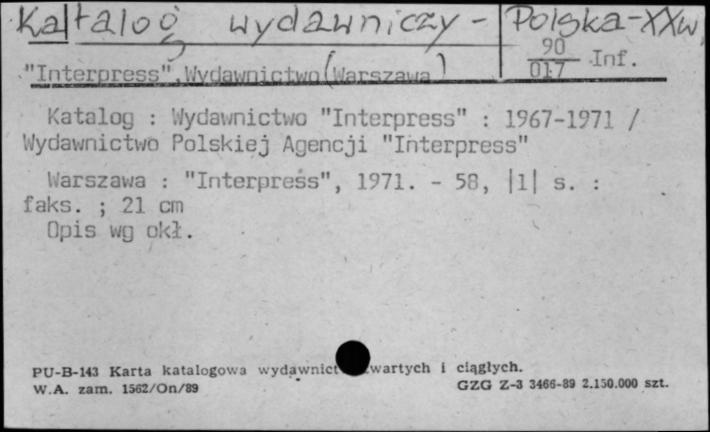 Katalog wydawniczy - Polska-XXw
90
017 Inf.
"Interpress", Wydawnictwo (Warszawa)
Katalog : Wydawnictwo "Interpress" : 1967-1971 /
Wydawnictwo Polskiej Agencji "Interpress"
Warszawa : "Interpress", 1971. - 58, |1| s. :
faks. ; 21 cm
Opis wg okł.
PU-B-143 Karta katalogowa wydawnict wartych i ciągłych.
W.A. zam. 1562/On/89 GZG Z-3 3466-89 2.150.000 szt.